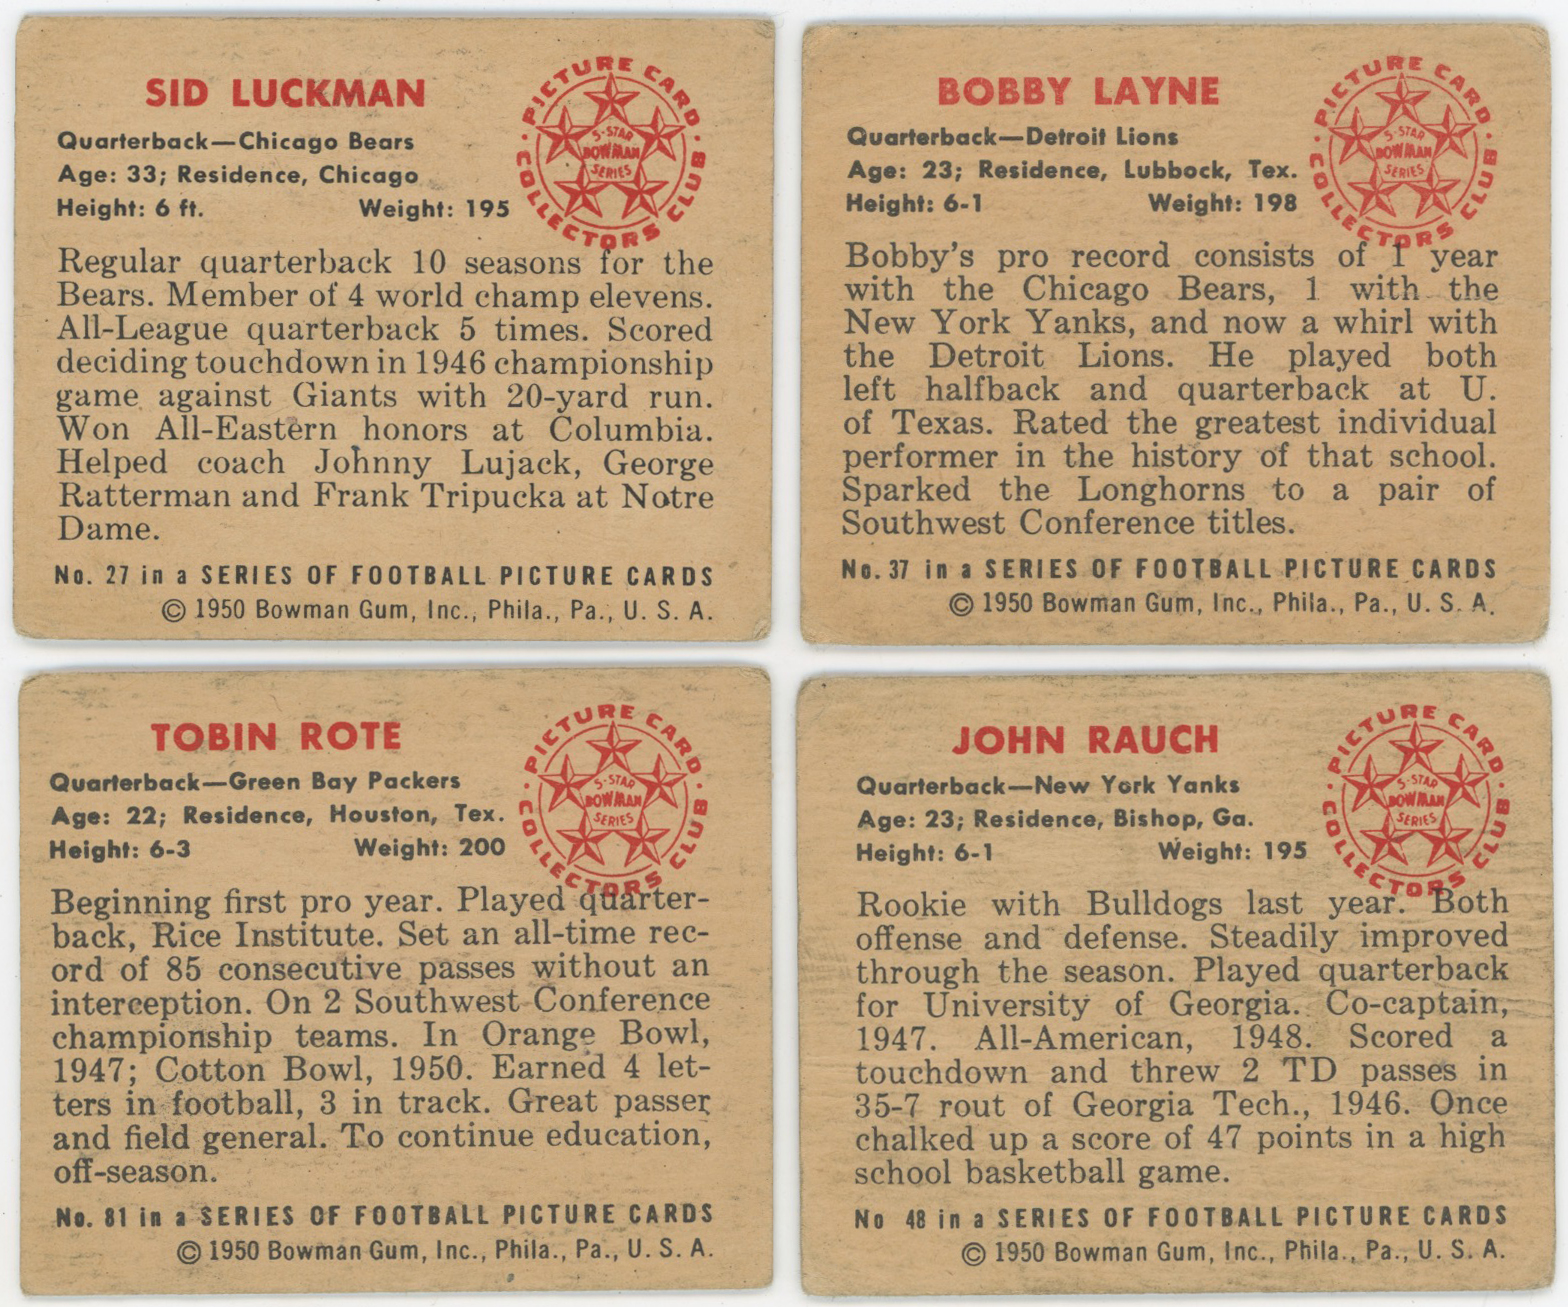 SID LUCKMAN
Quarterback—Chicago Bears
Age: 33; Residence, Chicago
Height: 6 ft. Weight: 195
PICTURE CARD COLLECTORS CLUB
5-STAR
BOWMAN
SERIES
Regular quarterback 10 seasons for the
Bears. Member of 4 world champ elevens.
All-League quarterback 5 times. Scored
deciding touchdown in 1946 championship
game against Giants with 20-yard run.
Won All-Eastern honors at Columbia.
Helped coach Johnny Lujack, George
Ratterman and Frank Tripucka at Notre
Dame.
No. 27 in a SERIES OF FOOTBALL PICTURE CARDS
© 1950 Bowman Gum, Inc., Phila., Pa., U. S. A.
BOBBY LAYNE
Quarterback—Detroit Lions
Age: 23; Residence, Lubbock, Tex.
Height: 6-1 Weight: 198
PICTURE CARD COLLECTORS CLUB
5-STAR
BOWMAN
SERIES
Bobby's pro record consists of 1 year
with the Chicago Bears, 1 with the
New York Yanks, and now a whirl with
the Detroit Lions. He played both
left halfback and quarterback at U.
of Texas. Rated the greatest individual
performer in the history of that school.
Sparked the Longhorns to a pair of
Southwest Conference titles.
No. 37 in a SERIES OF FOOTBALL PICTURE CARDS
© 1950 Bowman Gum, Inc., Phila., Pa., U. S. A.
TOBIN ROTE
Quarterback—Green Bay Packers
Age: 22; Residence, Houston, Tex.
Height: 6-3 Weight: 200
PICTURE CARD COLLECTORS CLUB
5-STAR
BOWMAN
SERIES
Beginning first pro year. Played quarter-
back, Rice Institute. Set an all-time rec-
ord of 85 consecutive passes without an
interception. On 2 Southwest Conference
championship teams. In Orange Bowl,
1947; Cotton Bowl, 1950. Earned 4 let-
ters in football, 3 in track. Great passer
and field general. To continue education,
off-season.
No. 81 in a SERIES OF FOOTBALL PICTURE CARDS
© 1950 Bowman Gum, Inc., Phila., Pa., U. S. A.
JOHN RAUCH
Quarterback—New York Yanks
Age: 23; Residence, Bishop, Ga.
Height: 6-1 Weight: 195
PICTURE CARD COLLECTORS CLUB
5-STAR
BOWMAN
SERIES
Rookie with Bulldogs last year. Both
offense and defense. Steadily improved
through the season. Played quarterback
for University of Georgia. Co-captain,
1947. All-American, 1948. Scored a
touchdown and threw 2 TD passes in
35-7 rout of Georgia Tech., 1946. Once
chalked up a score of 47 points in a high
school basketball game.
No 48 in a SERIES OF FOOTBALL PICTURE CARDS
© 1950 Bowman Gum, Inc., Phila., Pa., U. S. A.